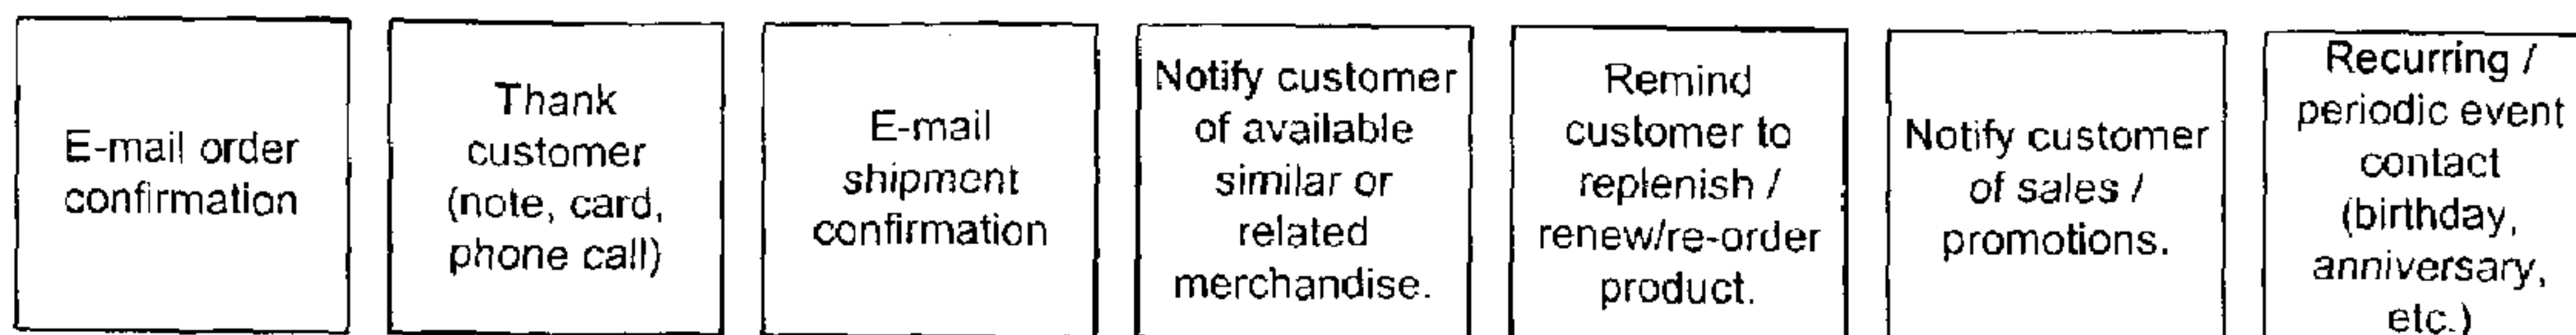 E-mail order
confirmation
Thank
customer
(note, card,
phone call)
E-mail
shipment
confirmation
Notify customer
of available
similar or
related
merchandise.
Remind
customer to
replenish /
renew/re-order
product.
Notify customer
of sales /
promotions.
Recurring /
periodic event
contact
(birthday,
anniversary,
etc.)